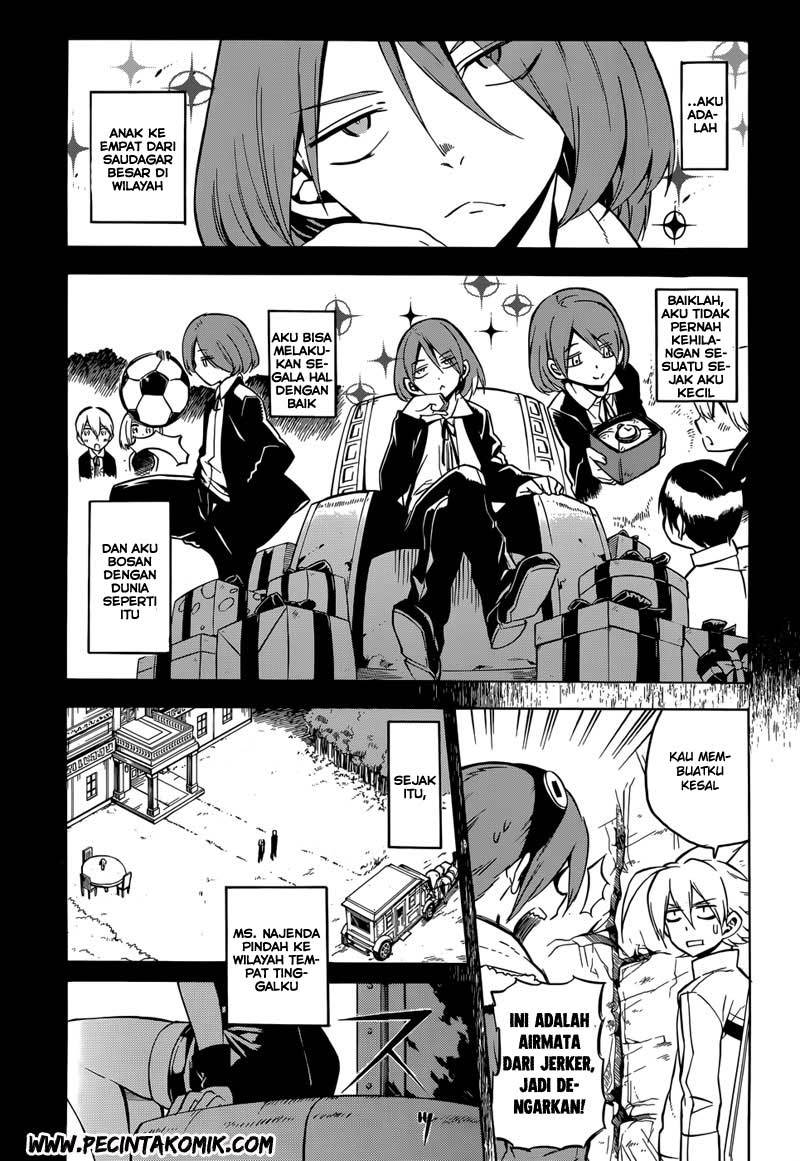 ..AKU
ADA-
LAH
ANAK KE
EMPAT DARI
SAUDAGAR
BESAR DI
WILAYAH
BAIKLAH,
AKU TIDAK
PERNAH
KEHILA-
NGAN SE-
SUATU SE-
JAK AKU
KECIL
AKU BISA
MELAKU-
KAN SE-
GALA HAL
DENGAN
BAIK
DAN AKU
BOSAN
DENGAN
DUNIA
SEPERTI
ITU
KAU MEM-
BUATKU
KESAL
INI ADALAH
AIRMATA
DARI JERKER,
JADI DE-
NGARKAN!
SEJAK
ITU,
MS. NAJENDA
PINDAH KE
WILAYAH TEM-
PAT TING-
GALKU
ス
WWW.PECINTAKOMIK.COM